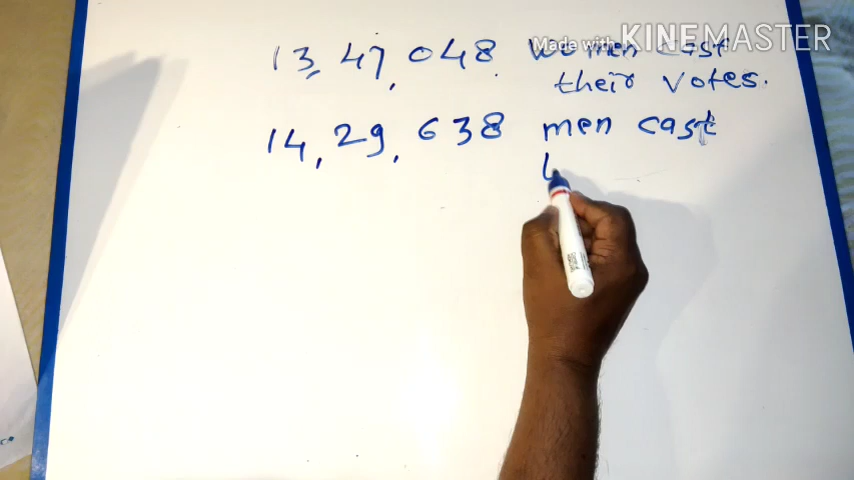 Made with KINEMASTER
13,47,048 women cast
their votes.
14,29,638 men cast